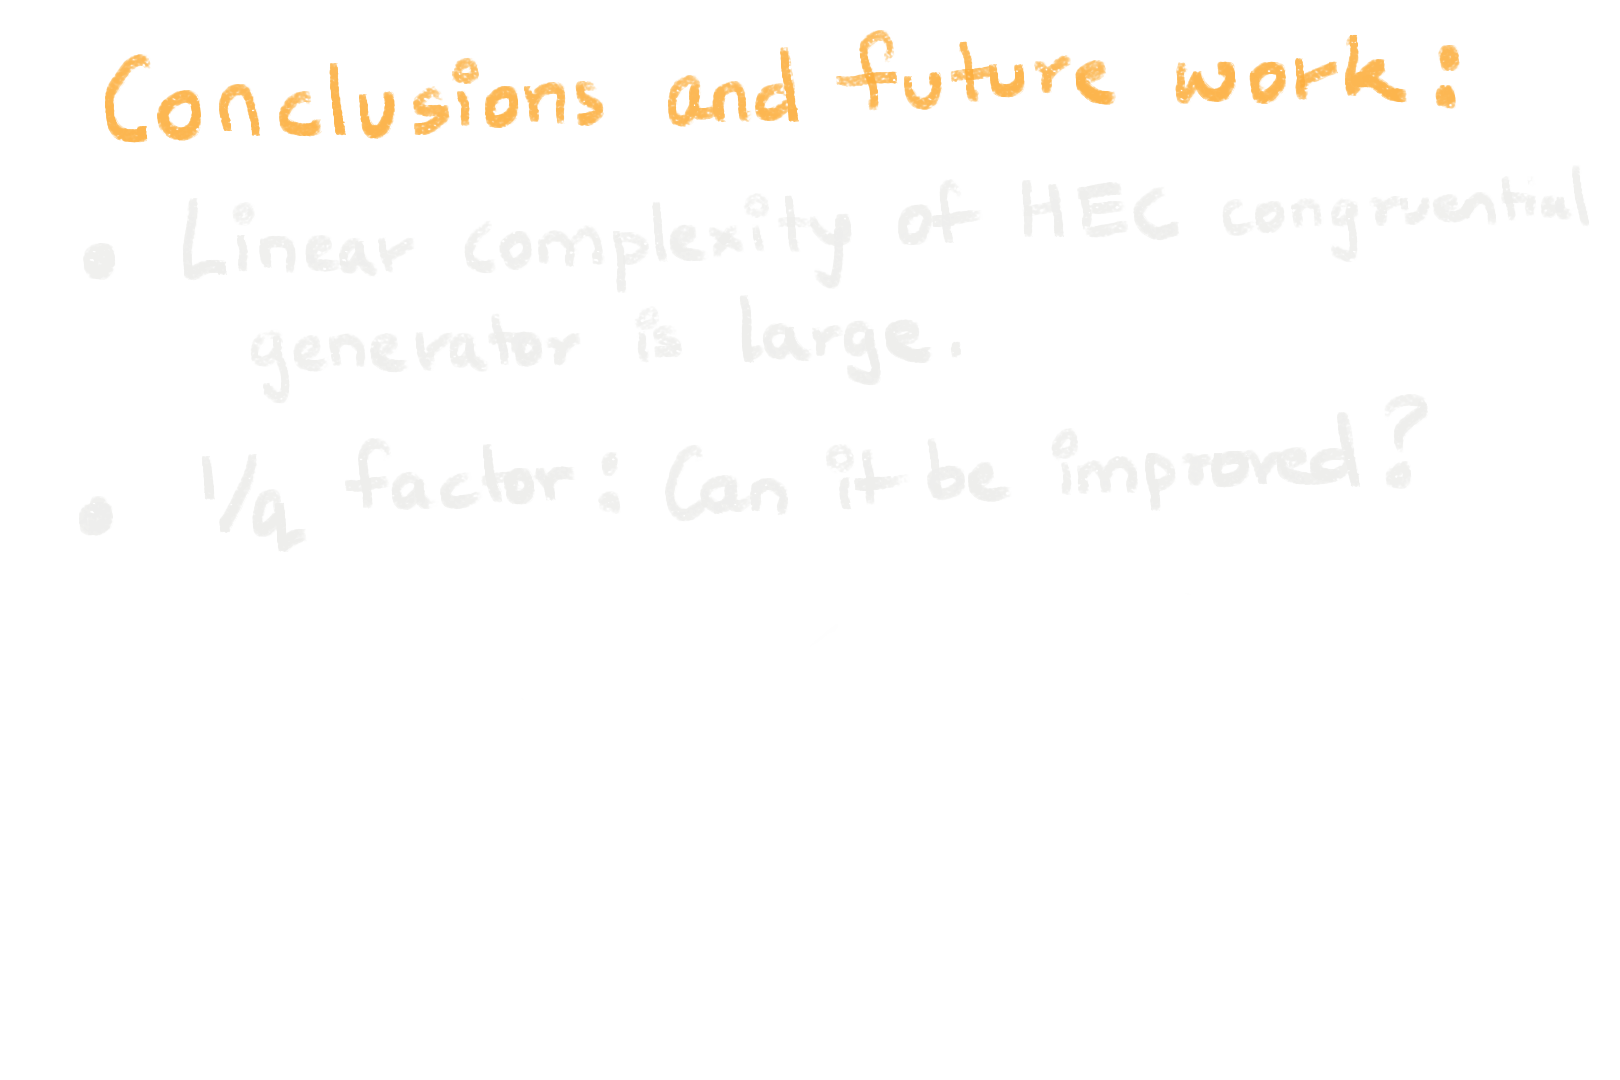 Conclusions and future work:
• Linear complexity of HEC congruential
generator is large.
• 1/q factor: Can it be improved?